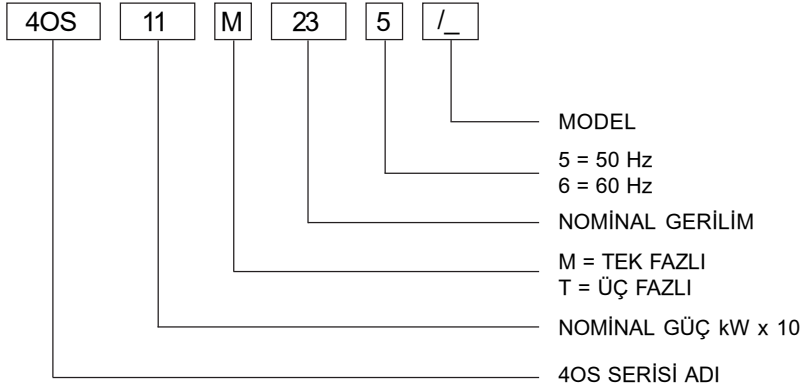 4OS 11 M 23 5 /_
MODEL
5 = 50 Hz
6 = 60 Hz
NOMİNAL GERİLİM
M = TEK FAZLI
T = ÜÇ FAZLI
NOMİNAL GÜÇ kW x 10
4OS SERİSİ ADI